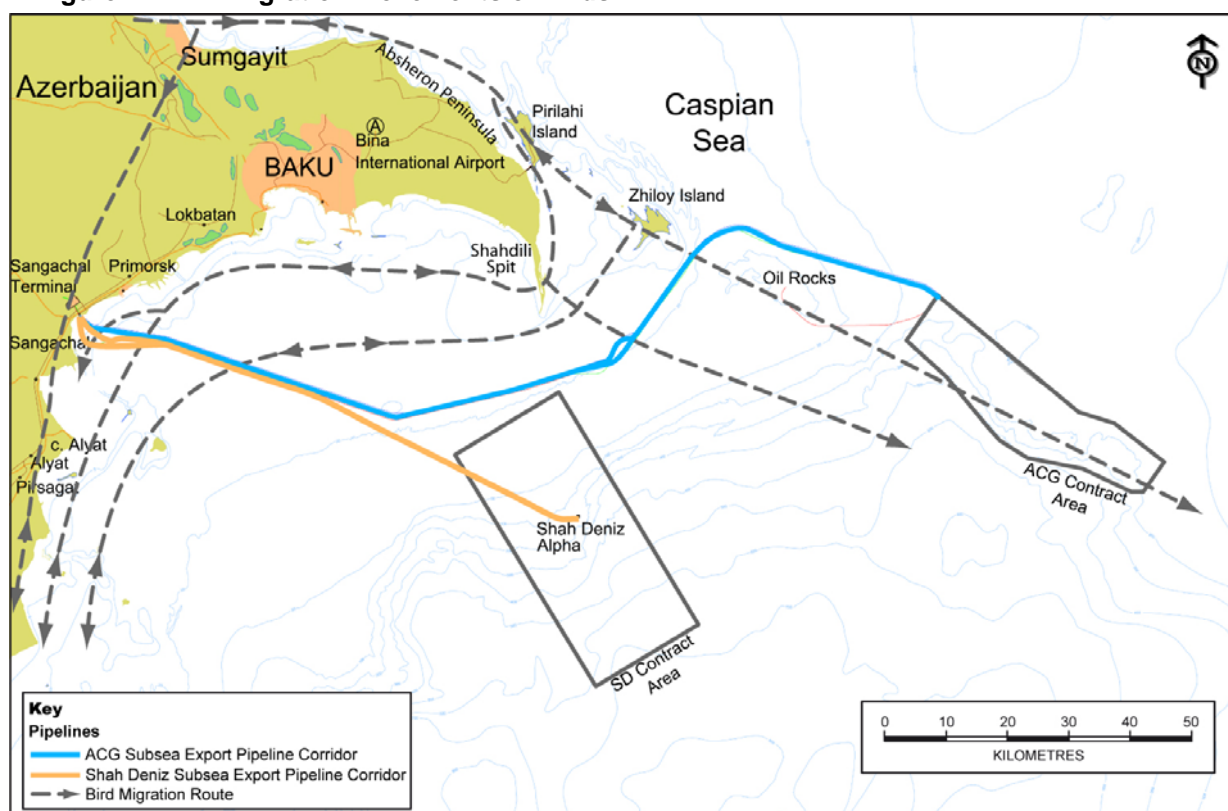 Sumgayit
Azerbaijan
Absheron Peninsula
N
Caspian
Sea
Pirilahi
Island
A
Bina
International Airport
BAKU
Zhiloy Island
Lokbatan
Shahdili
Spit
Sangachal
Terminal
Primorsk
Oil Rocks
Sangachal
c. Alyat
Alyat
Pirsagat
ACG Contract
Area
Shah Deniz
Alpha
SD Contract
Area
Key
Pipelines
ACG Subsea Export Pipeline Corridor
Shah Deniz Subsea Export Pipeline Corridor
Bird Migration Route
0 10 20 30 40 50
KILOMETRES